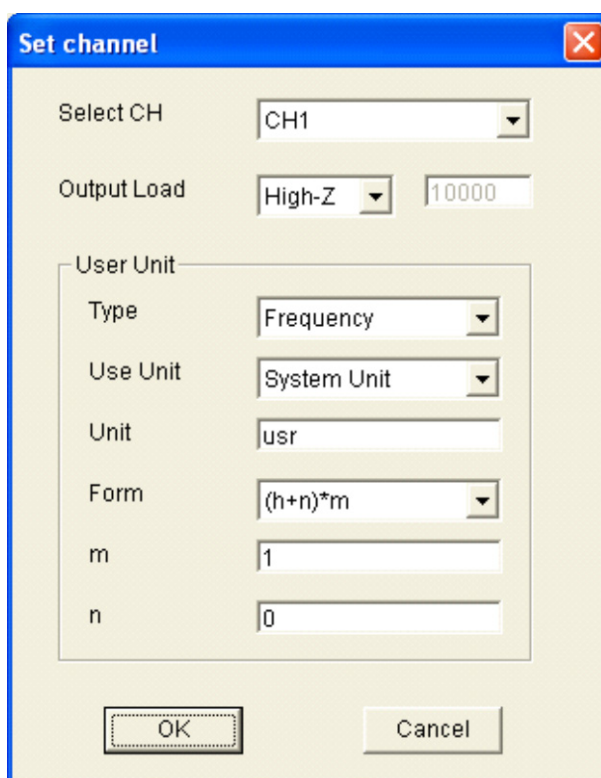 Set channel
Select CH CH1
Output Load High-Z 10000
User Unit
Type Frequency
Use Unit System Unit
Unit usr
Form (h+n)*m
m 1
n 0
OK Cancel